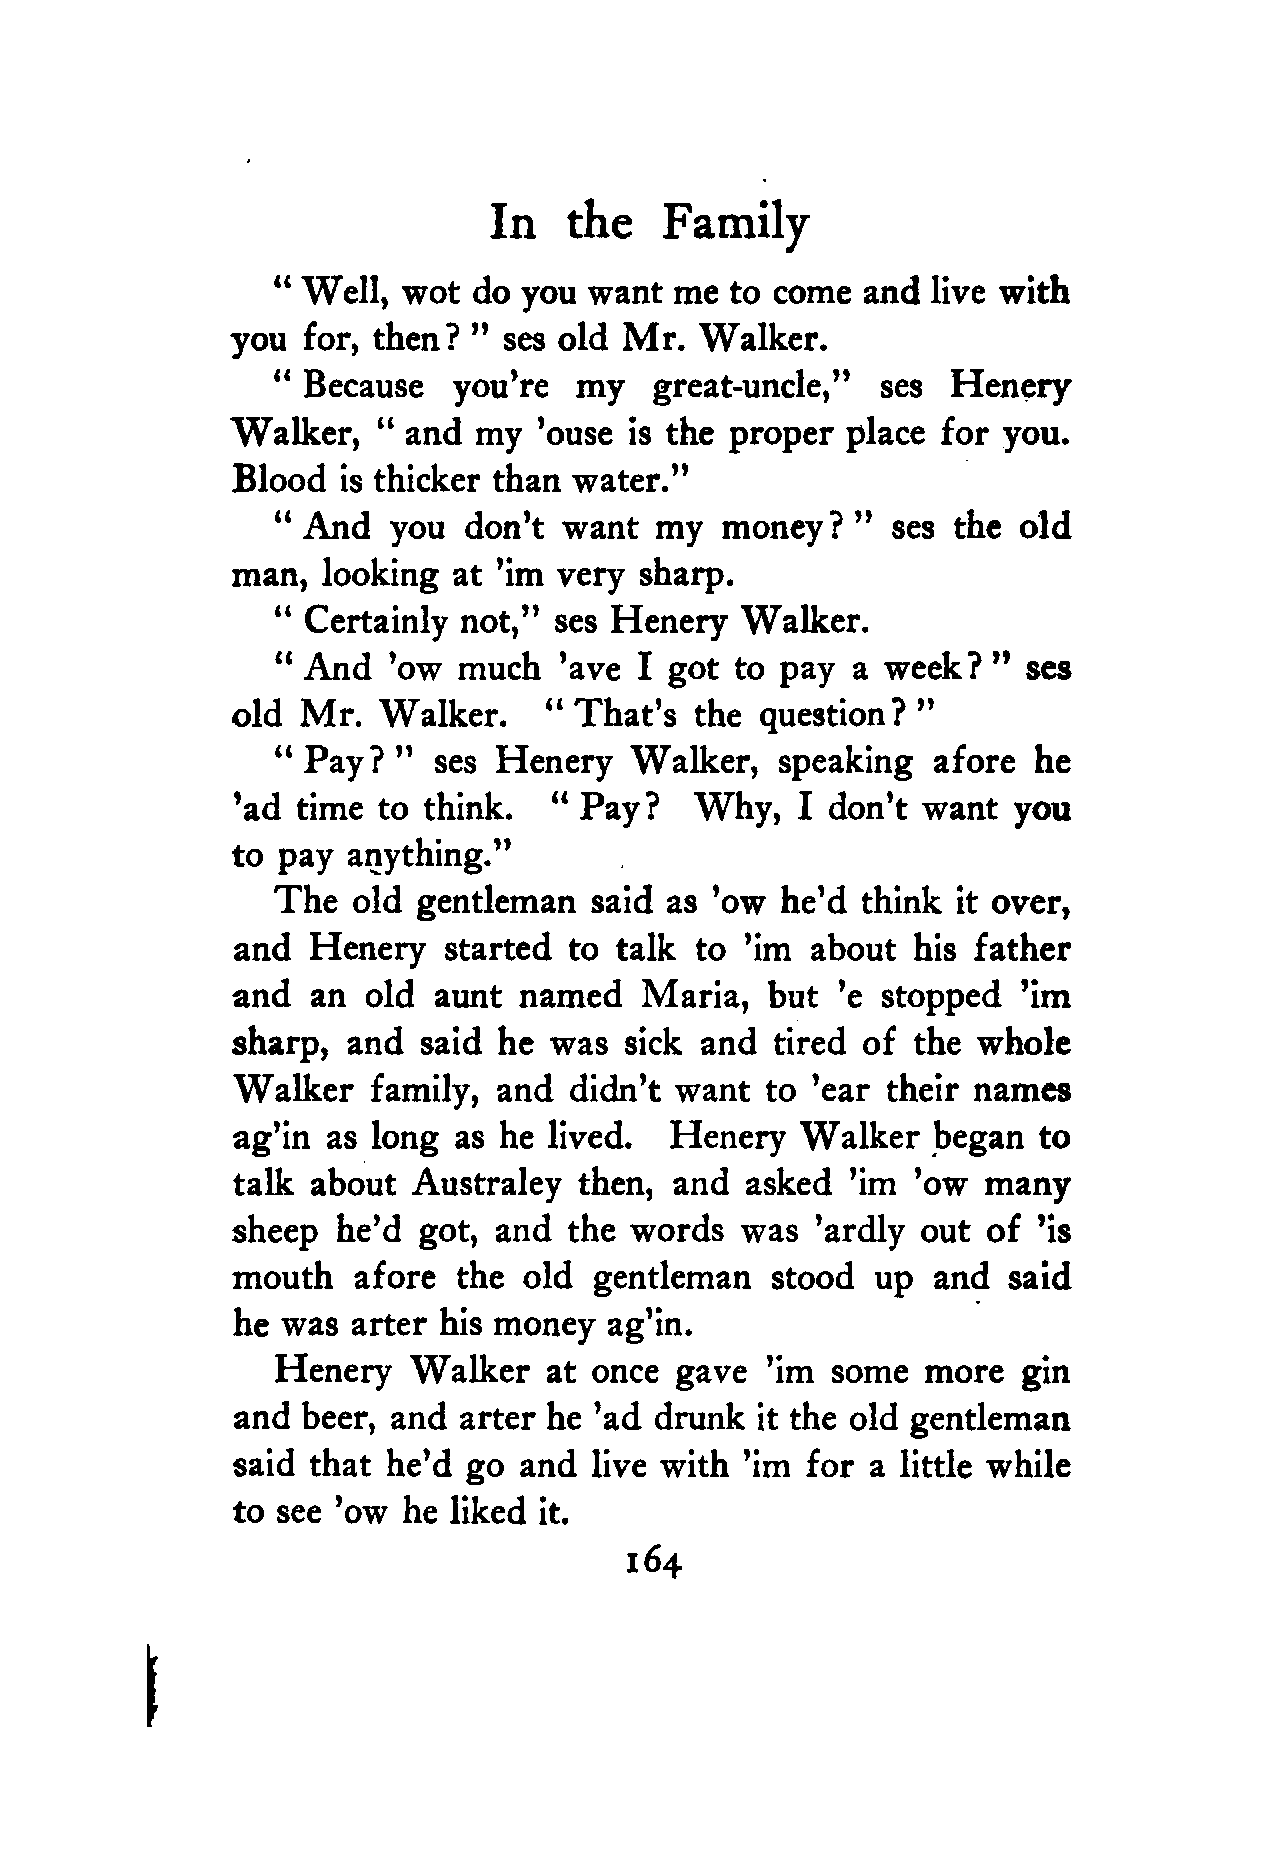 In the Family
" Well, wot do you want me to come and live with
you for, then? " ses old Mr. Walker.
" Because you're my great-uncle," ses Henery
Walker, " and my 'ouse is the proper place for you.
Blood is thicker than water."
" And you don't want my money? " ses the old
man, looking at 'im very sharp.
" Certainly not," ses Henery Walker.
" And 'ow much 'ave I got to pay a week? " ses
old Mr. Walker. " That's the question? "
" Pay? " ses Henery Walker, speaking afore he
'ad time to think. " Pay? Why, I don't want you
to pay anything."
The old gentleman said as 'ow he'd think it over,
and Henery started to talk to 'im about his father
and an old aunt named Maria, but 'e stopped 'im
sharp, and said he was sick and tired of the whole
Walker family, and didn't want to 'ear their names
ag'in as long as he lived. Henery Walker began to
talk about Australey then, and asked 'im 'ow many
sheep he'd got, and the words was 'ardly out of 'is
mouth afore the old gentleman stood up and said
he was arter his money ag'in.
Henery Walker at once gave 'im some more gin
and beer, and arter he 'ad drunk it the old gentleman
said that he'd go and live with 'im for a little while
to see 'ow he liked it.
164